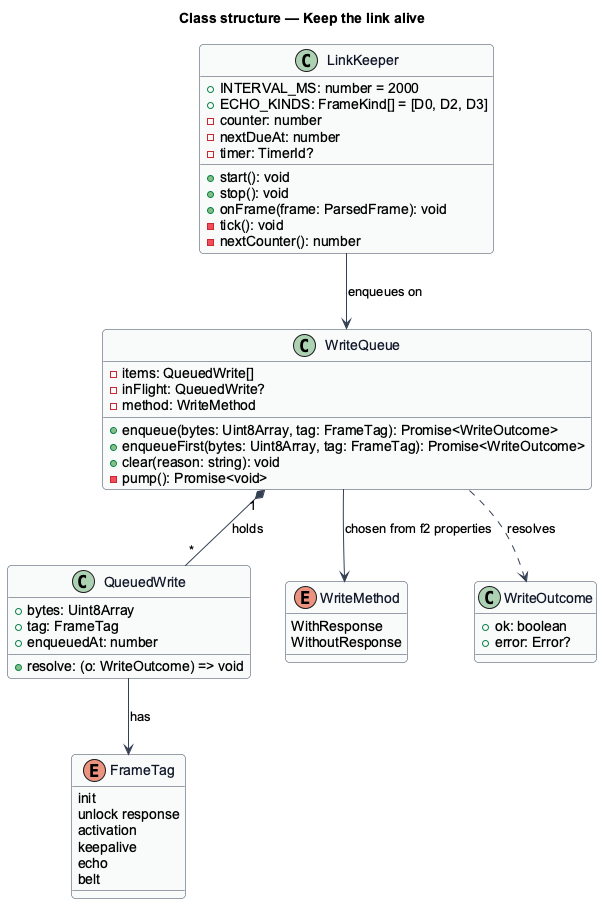 Class structure — Keep the link alive
C LinkKeeper
INTERVAL_MS: number = 2000
ECHO_KINDS: FrameKind[] = [D0, D2, D3]
counter: number
nextDueAt: number
timer: TimerId?
start(): void
stop(): void
onFrame(frame: ParsedFrame): void
tick(): void
nextCounter(): number
enqueues on
C WriteQueue
items: QueuedWrite[]
inFlight: QueuedWrite?
method: WriteMethod
enqueue(bytes: Uint8Array, tag: FrameTag): Promise<WriteOutcome>
enqueueFirst(bytes: Uint8Array, tag: FrameTag): Promise<WriteOutcome>
clear(reason: string): void
pump(): Promise<void>
1
holds
*
chosen from f2 properties
resolves
C QueuedWrite
bytes: Uint8Array
tag: FrameTag
enqueuedAt: number
resolve: (o: WriteOutcome) => void
E WriteMethod
WithResponse
WithoutResponse
C WriteOutcome
ok: boolean
error: Error?
has
E FrameTag
init
unlock response
activation
keepalive
echo
belt